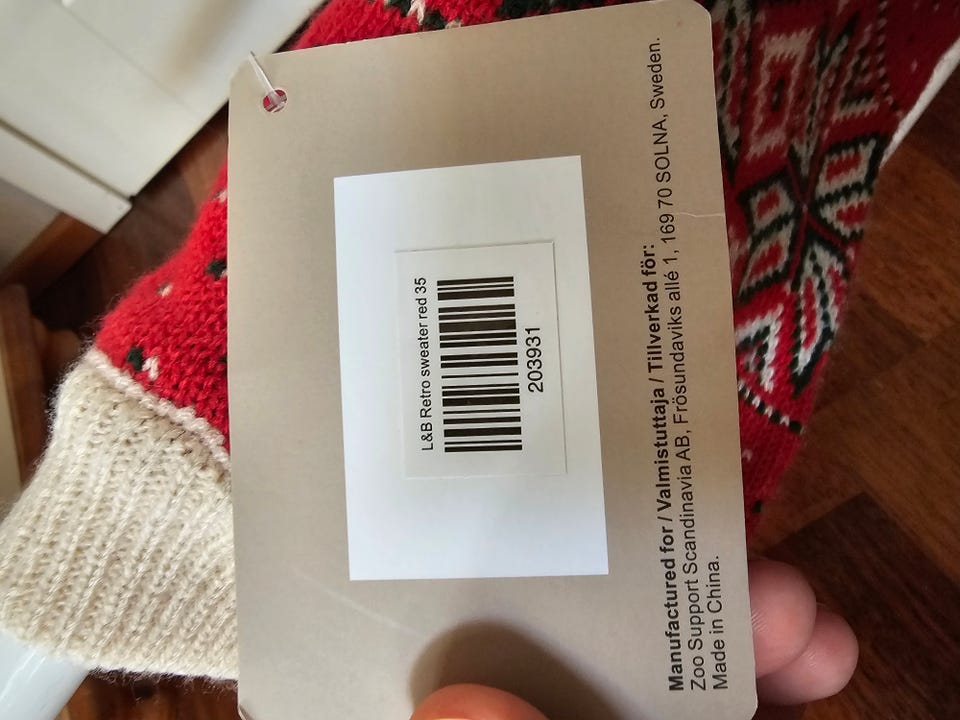 L&B Retro sweater red 35
203931
Manufactured for / Valmistuttaja / Tillverkad för:
Zoo Support Scandinavia AB, Frösundaviks allé 1, 169 70 SOLNA, Sweden.
Made in China.